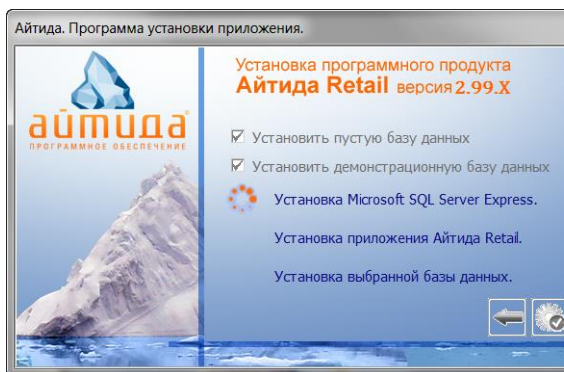 Айтида. Программа установки приложения.
айтида
ПРОГРАММНОЕ ОБЕСПЕЧЕНИЕ
Установка программного продукта
Айтида Retail версия 2.99.X
Установить пустую базу данных
Установить демонстрационную базу данных
Установка Microsoft SQL Server Express.
Установка приложения Айтида Retail.
Установка выбранной базы данных.